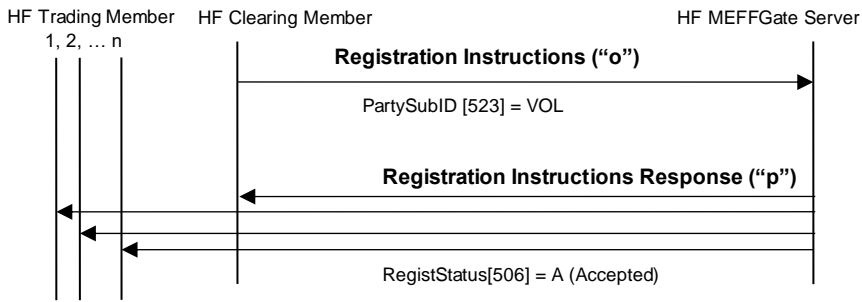 HF Trading Member HF Clearing Member HF MEFFGate Server
1, 2, … n
Registration Instructions (“o”)
PartySubID [523] = VOL
Registration Instructions Response (“p”)
RegistStatus[506] = A (Accepted)